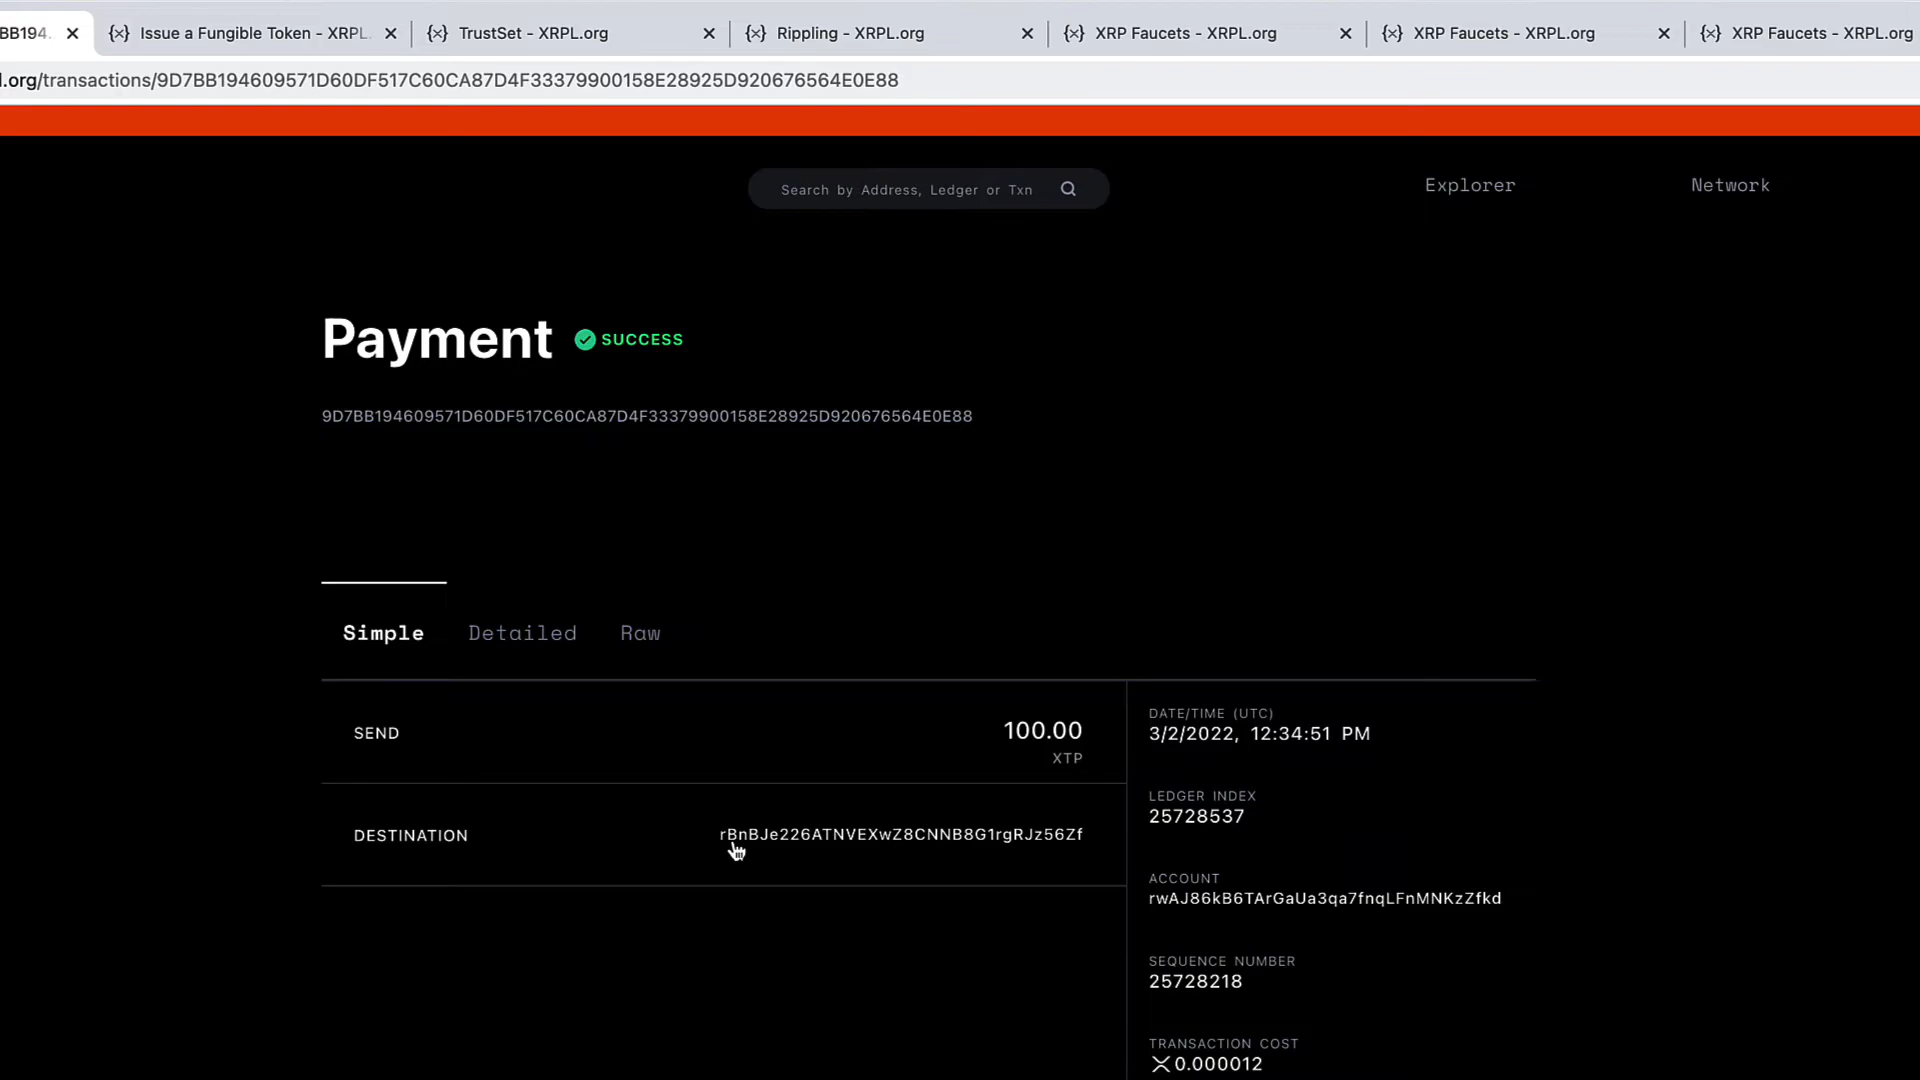 BB194. Issue a Fungible Token - XRPL. TrustSet - XRPL.org Rippling - XRPL.org XRP Faucets - XRPL.org XRP Faucets - XRPL.org XRP Faucets - XRPL.org
l.org/transactions/9D7BB194609571D60DF517C60CA87D4F33379900158E28925D920676564E0E88
Search by Address, Ledger or Txn Explorer Network
Payment SUCCESS
9D7BB194609571D60DF517C60CA87D4F33379900158E28925D920676564E0E88
Simple Detailed Raw
SEND 100.00
XTP
DESTINATION rBnBJe226ATNVEXwZ8CNNB8G1rgRJz56Zf
DATE/TIME (UTC)
3/2/2022, 12:34:51 PM
LEDGER INDEX
25728537
ACCOUNT
rwAJ86kB6TArGaUa3qa7fnqLFnMNKzZfkd
SEQUENCE NUMBER
25728218
TRANSACTION COST
0.000012